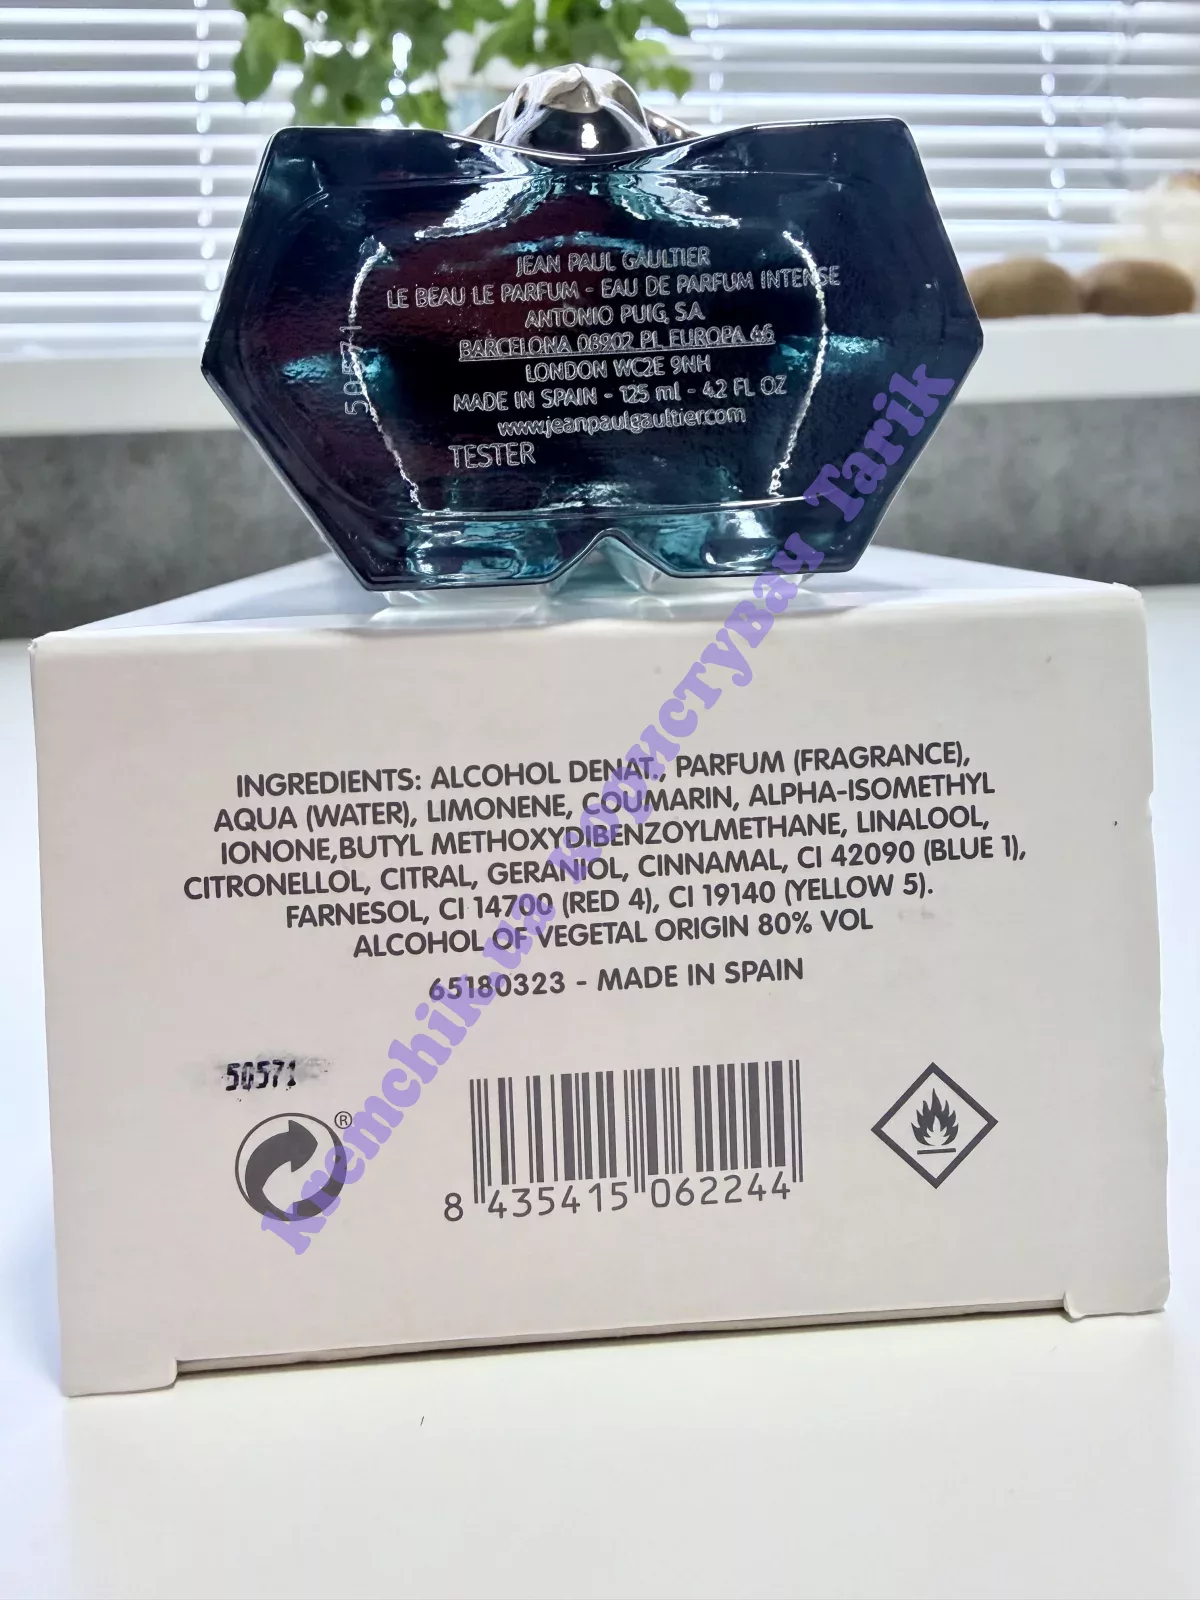 JEAN PAUL GAULTIER
LE BEAU LE PARFUM - EAU DE PARFUM INTENSE
ANTONIO PUIG, S.A.
BARCELONA 08902 PL EUROPA 46
LONDON WC2E 9NH
MADE IN SPAIN - 125 ml - 4.2 FL OZ
www.jeanpaulgaultier.com
TESTER
50571
INGREDIENTS: ALCOHOL DENAT., PARFUM (FRAGRANCE),
AQUA (WATER), LIMONENE, COUMARIN, ALPHA-ISOMETHYL
IONONE,BUTYL METHOXYDIBENZOYLMETHANE, LINALOOL,
CITRONELLOL, CITRAL, GERANIOL, CINNAMAL, CI 42090 (BLUE 1),
FARNESOL, CI 14700 (RED 4), CI 19140 (YELLOW 5).
ALCOHOL OF VEGETAL ORIGIN 80% VOL
65180323 - MADE IN SPAIN
50571
®
8 435415 062244
kremchik.ua користувач Tarik